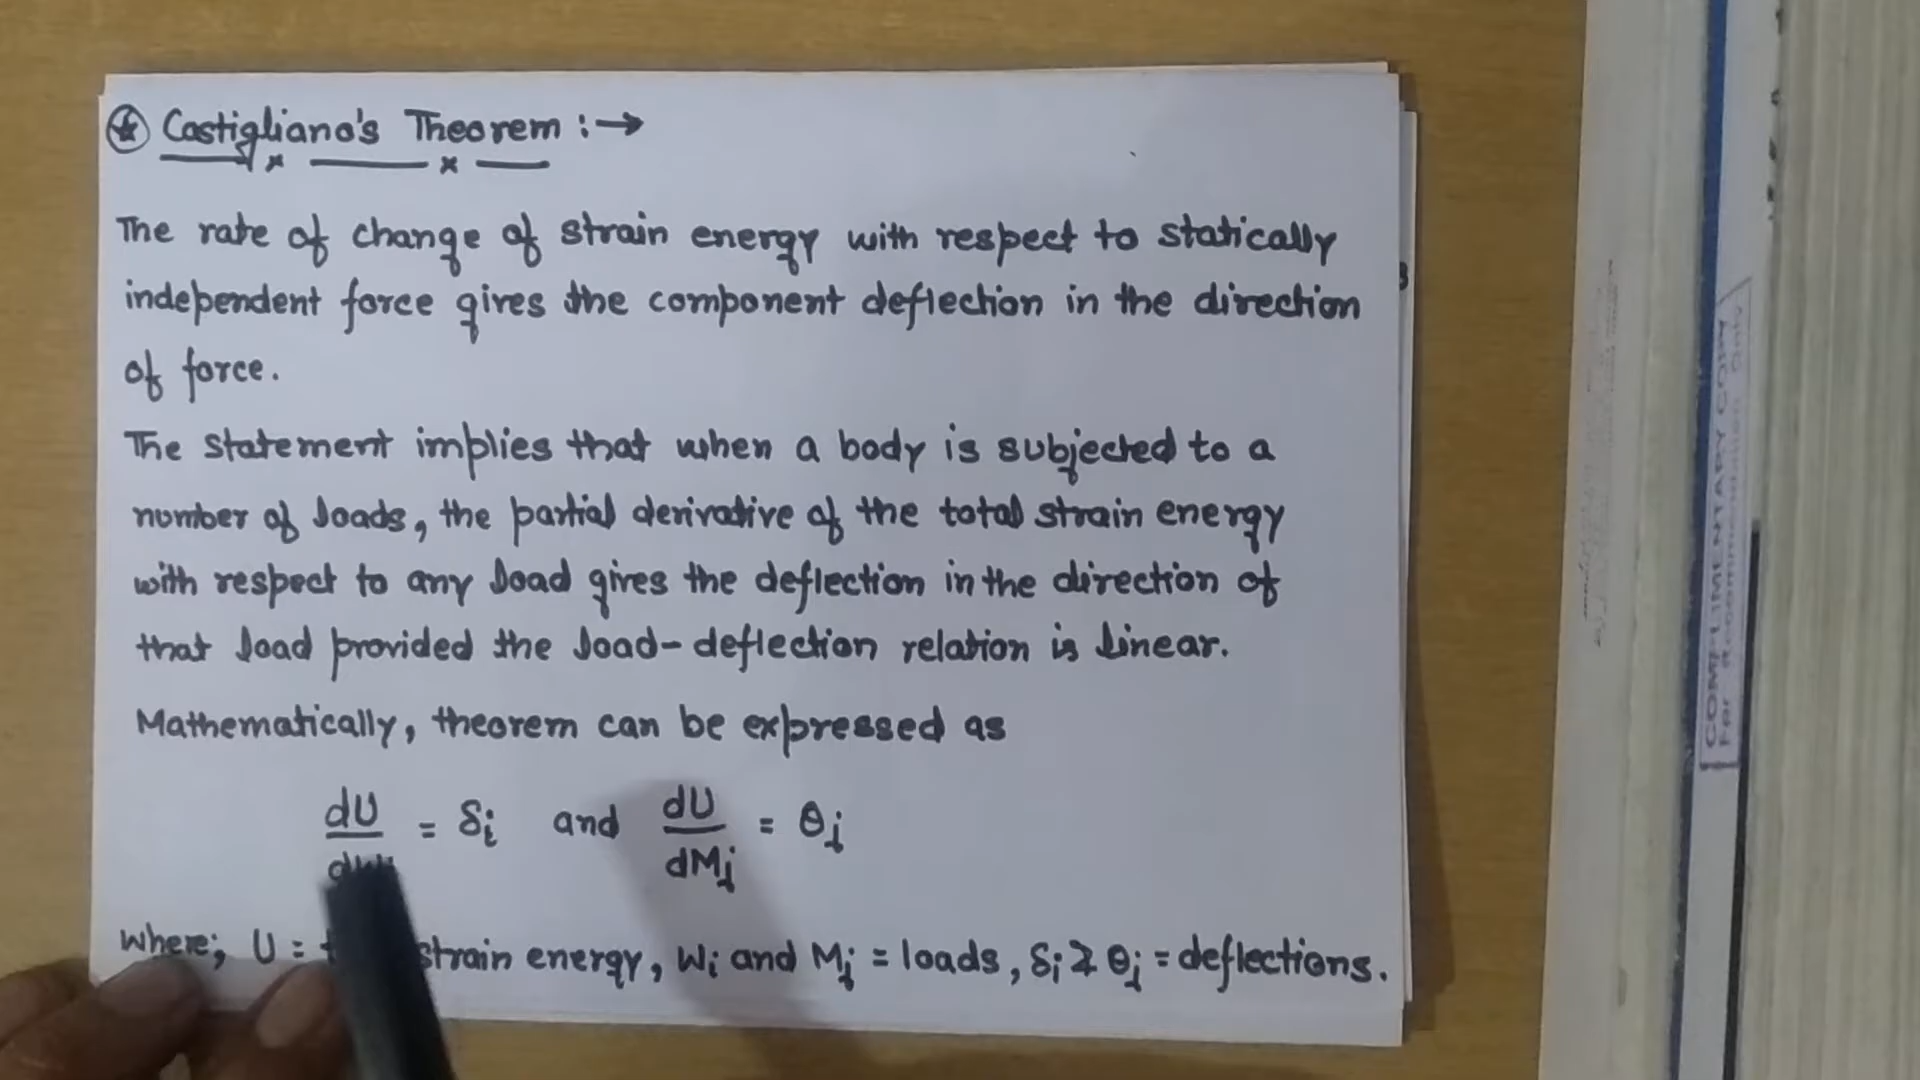 Castigliano's Theorem :→
The rate of change of strain energy with respect to statically
independent force gives the component deflection in the direction
of force.
The statement implies that when a body is subjected to a
number of loads, the partial derivative of the total strain energy
with respect to any load gives the deflection in the direction of
that load provided the load-deflection relation is linear.
Mathematically, theorem can be expressed as
dU/ = δi and dU/dMj = θj
where; U = strain energy, Wi and Mj = loads, δi & θj = deflections.
COMPLIMENTARY COPY